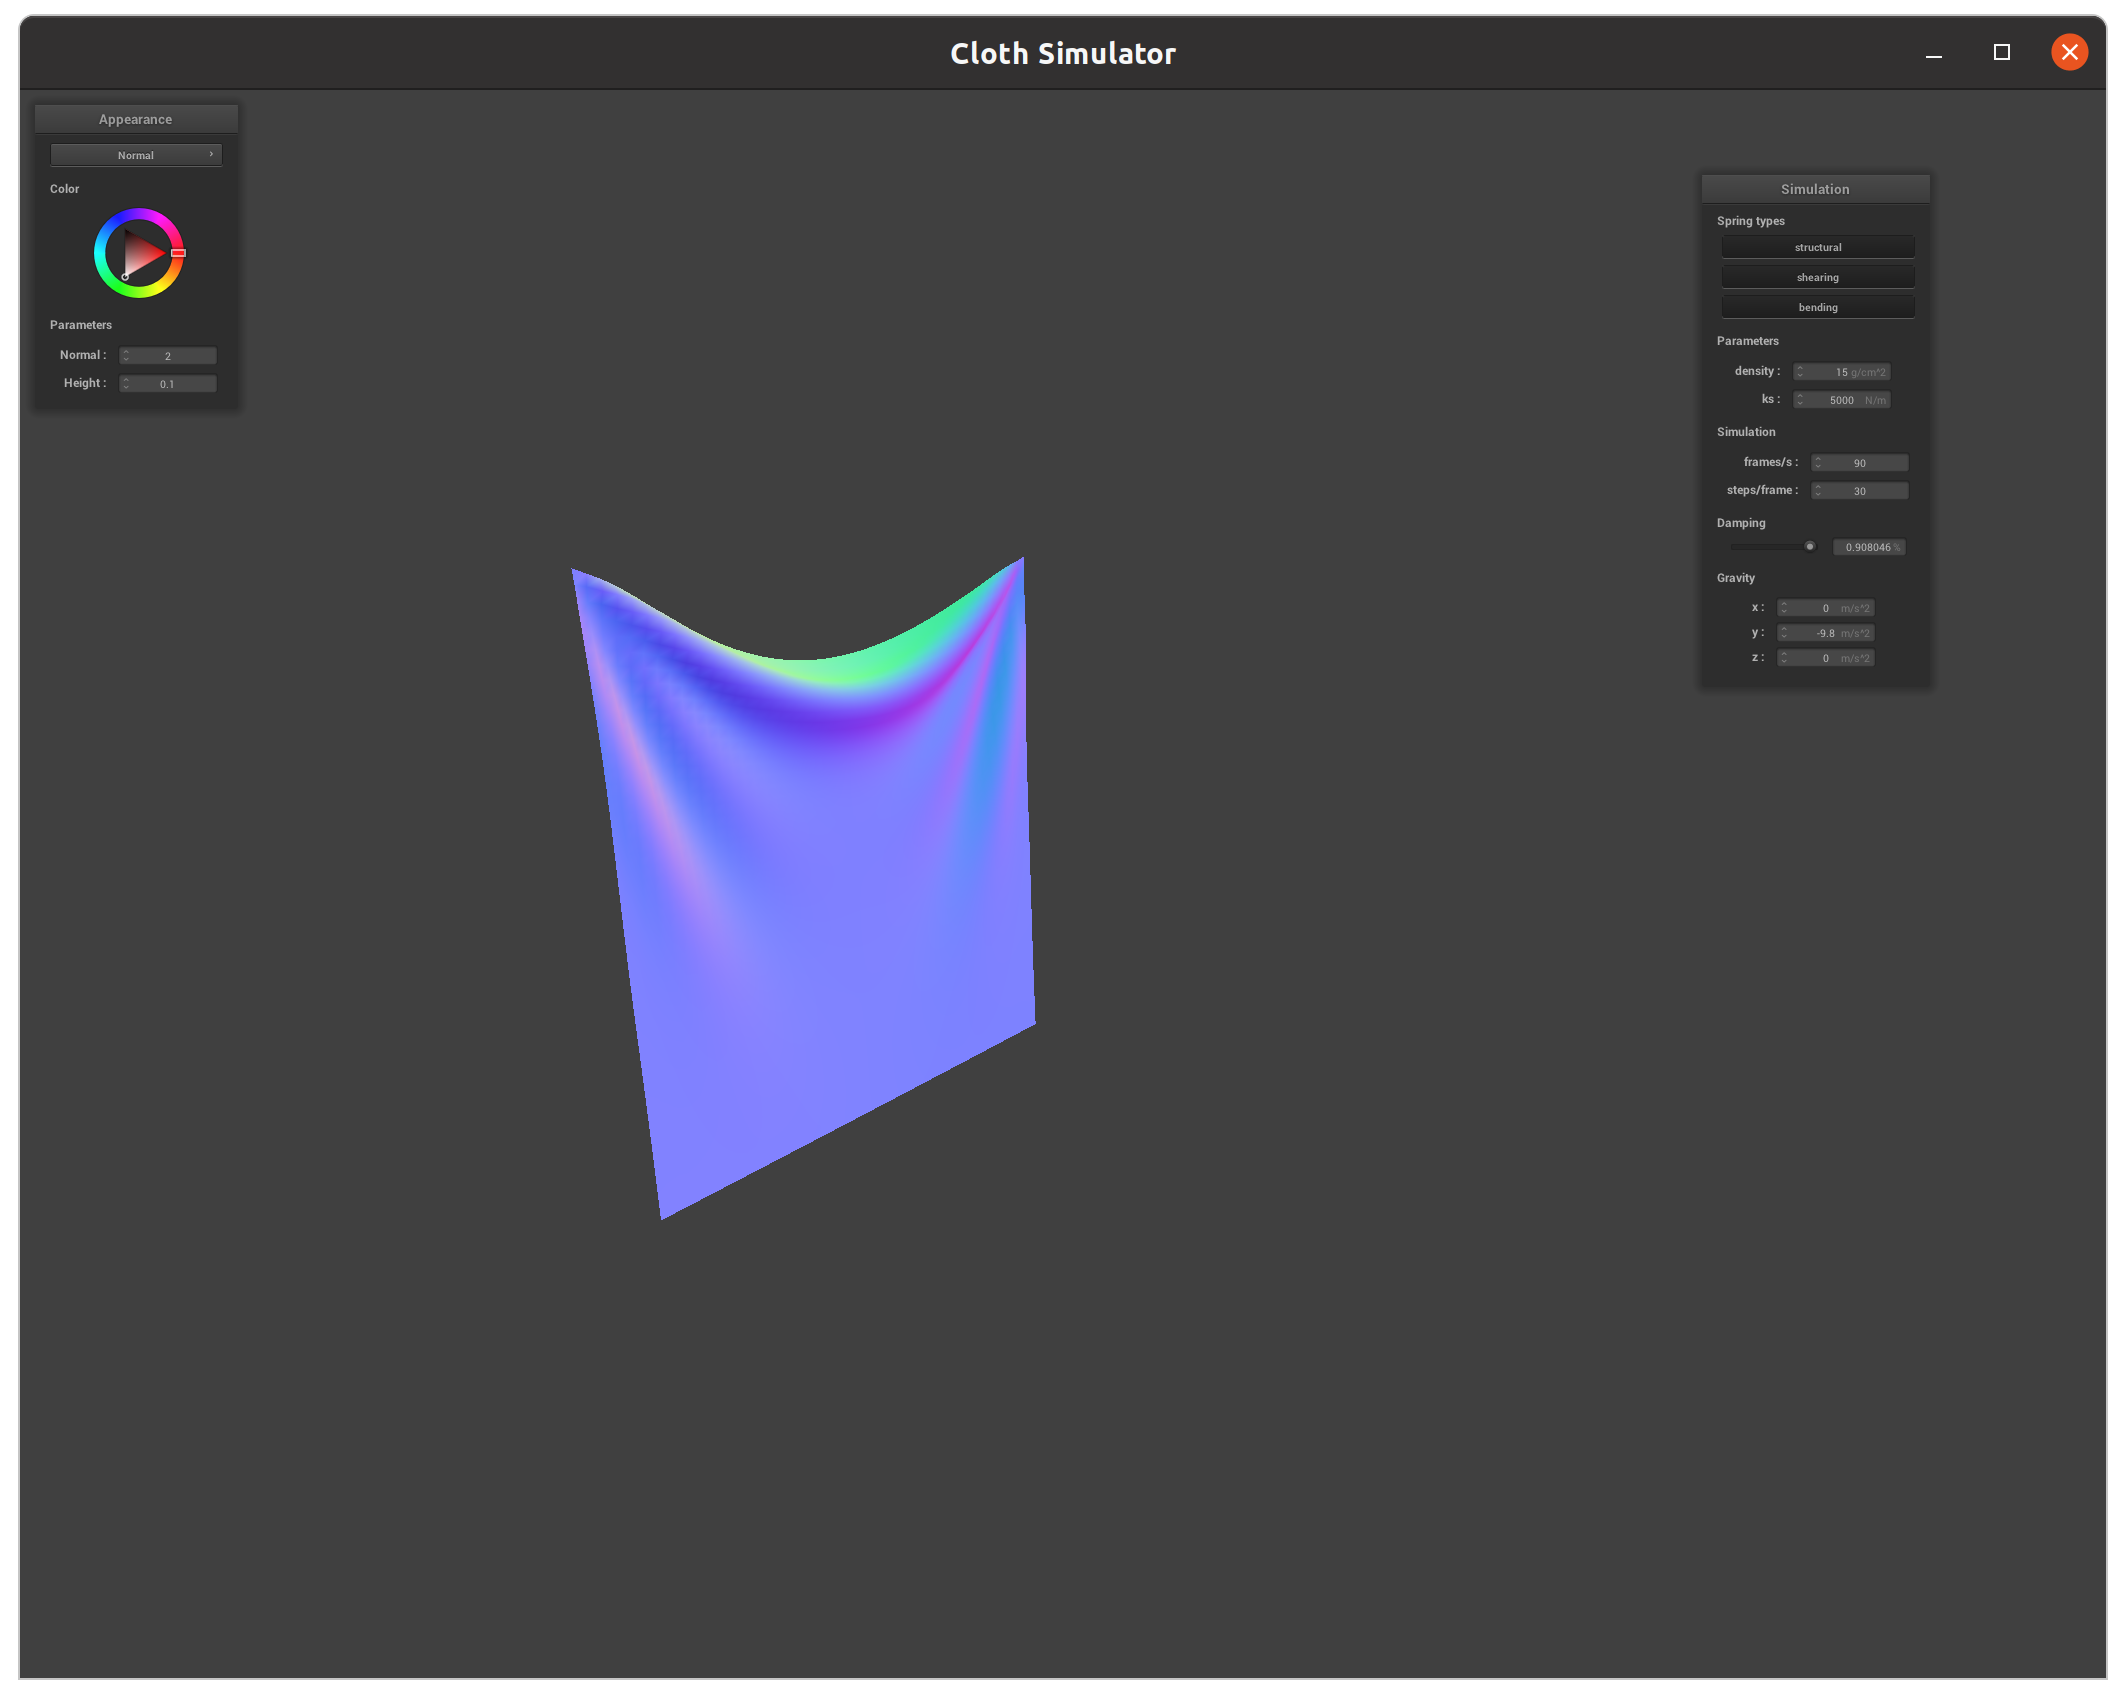 Cloth Simulator
Appearance
Normal
Color
Parameters
Normal : 2
Height : 0.1
Simulation
Spring types
structural
shearing
bending
Parameters
density : 15 g/cm^2
ks : 5000 N/m
Simulation
frames/s : 90
steps/frame : 30
Damping
0.908046 %
Gravity
x : 0 m/s^2
y : -9.8 m/s^2
z : 0 m/s^2